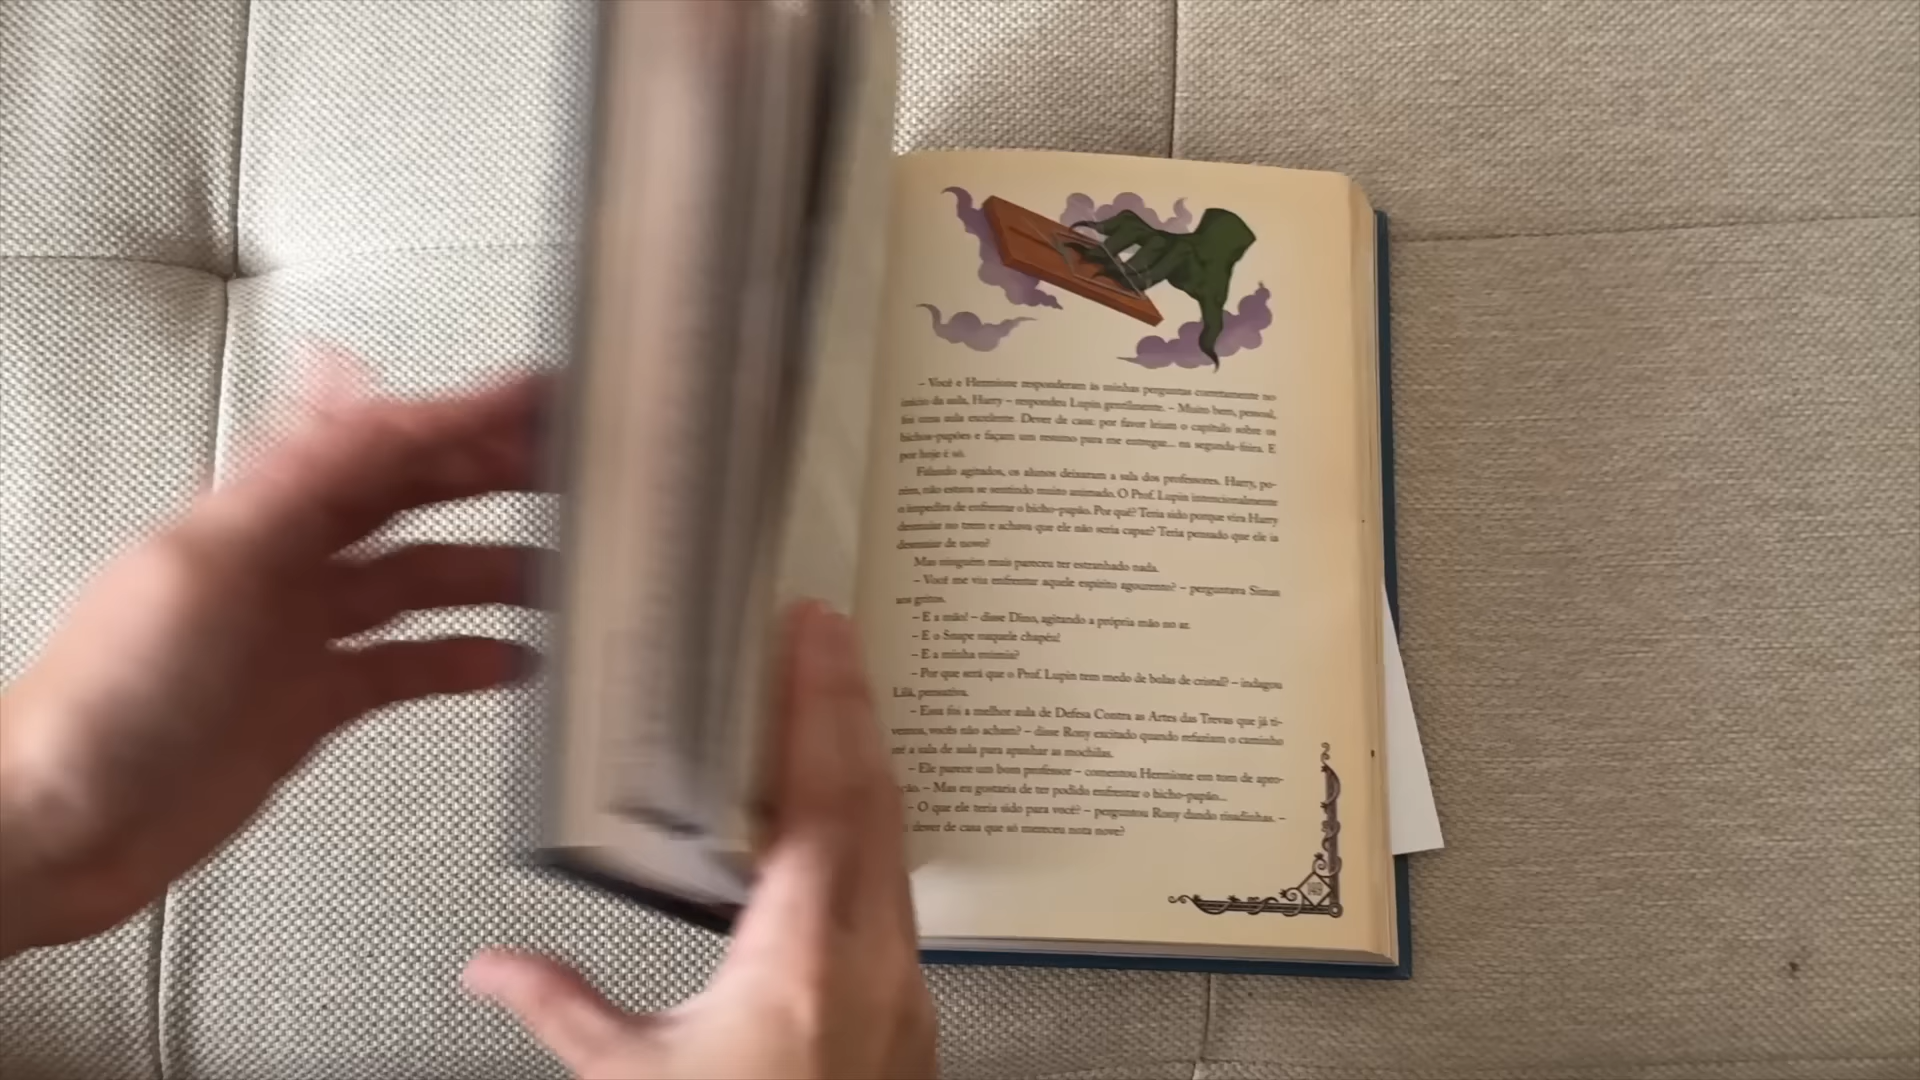 – Você e Hermione responderam às minhas perguntas corretamente no
início da aula, Harry – respondeu Lupin gentilmente. – Muito bem, pessoal,
foi uma aula excelente. Dever de casa: por favor leiam o capítulo sobre os
bichos-papões e façam um resumo para me entregar... na segunda-feira. E
por hoje é só.
Falando agitados, os alunos deixaram a sala dos professores. Harry, po-
rém, não estava se sentindo muito animado. O Prof. Lupin intencionalmente
o impedira de enfrentar o bicho-papão. Por quê? Teria sido porque vira Harry
desmaiar no trem e achava que ele não seria capaz? Teria pensado que ele ia
desmaiar de novo?
Mas ninguém mais pareceu ter estranhado nada.
– Você me viu enfrentar aquele espírito agourento? – perguntava Simas
aos gritos.
– E a mão! – disse Dino, agitando a própria mão no ar.
– E o Snape naquele chapéu!
– E a minha múmia?
– Por que será que o Prof. Lupin tem medo de bolas de cristal? – indagou
Lilá, pensativa.
– Essa foi a melhor aula de Defesa Contra as Artes das Trevas que já ti-
vemos, vocês não acham? – disse Rony excitado quando refaziam o caminho
até a sala de aula para apanhar as mochilas.
– Ele parece um bom professor – comentou Hermione em tom de apro-
ção. – Mas eu gostaria de ter podido enfrentar o bicho-papão...
– O que ele teria sido para você? – perguntou Rony dando risadinhas. –
dever de casa que só mereceu nota nove?